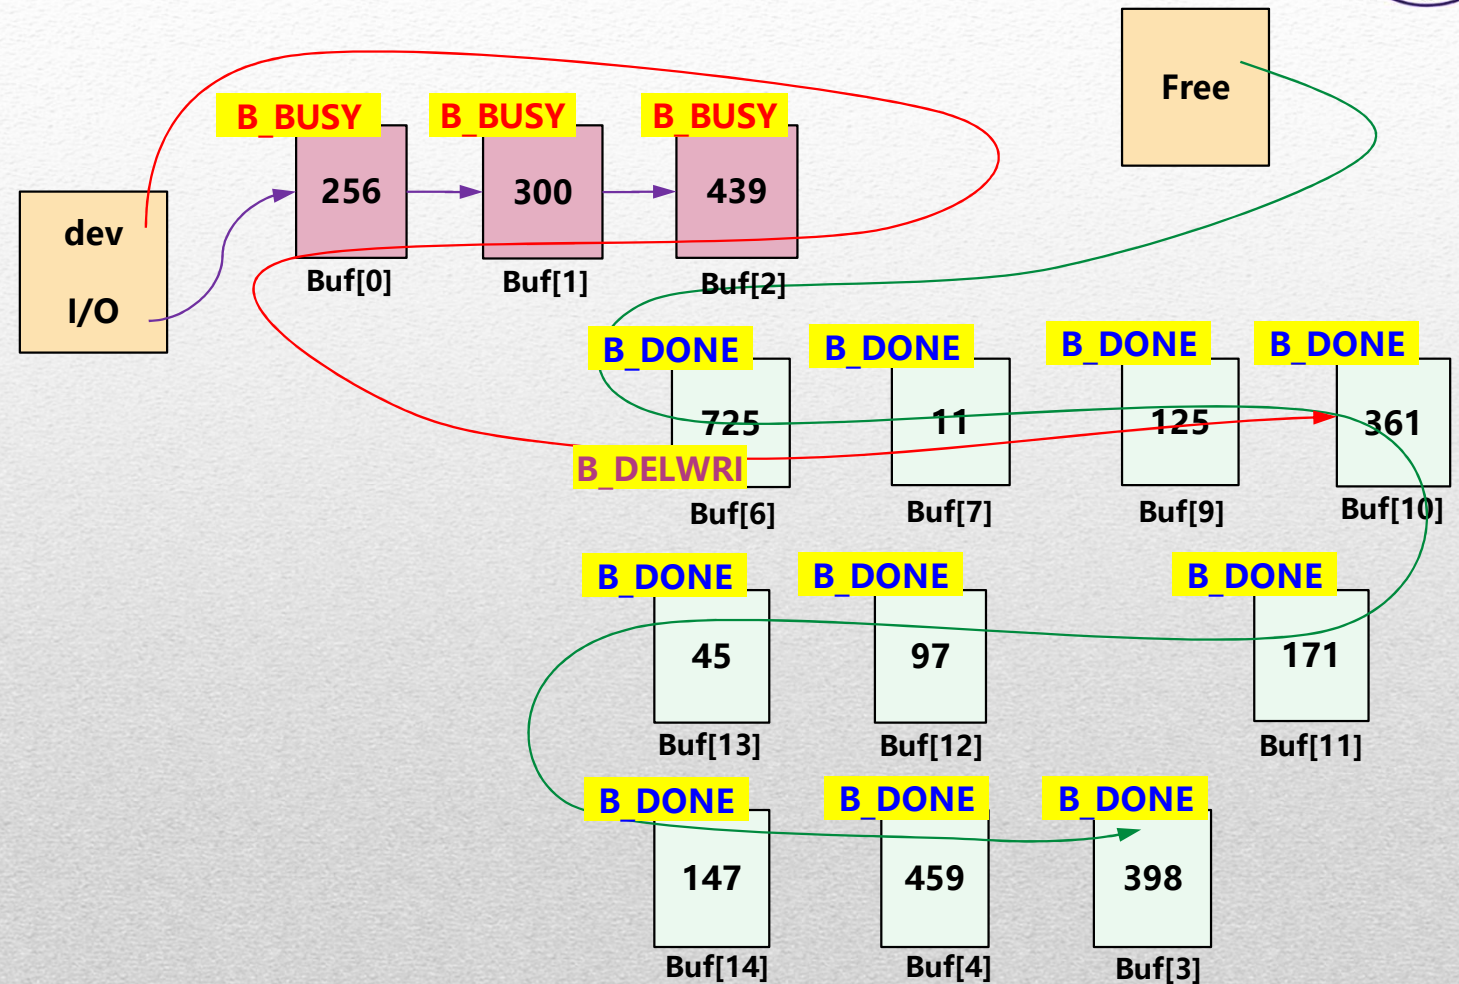 Free
B_BUSY
B_BUSY
B_BUSY
256
300
439
dev
I/O
Buf[0]
Buf[1]
Buf[2]
B_DONE
B_DONE
B_DONE
B_DONE
725
11
125
361
B_DELWRI
Buf[6]
Buf[7]
Buf[9]
Buf[10]
B_DONE
B_DONE
B_DONE
45
97
171
Buf[13]
Buf[12]
Buf[11]
B_DONE
B_DONE
B_DONE
147
459
398
Buf[14]
Buf[4]
Buf[3]